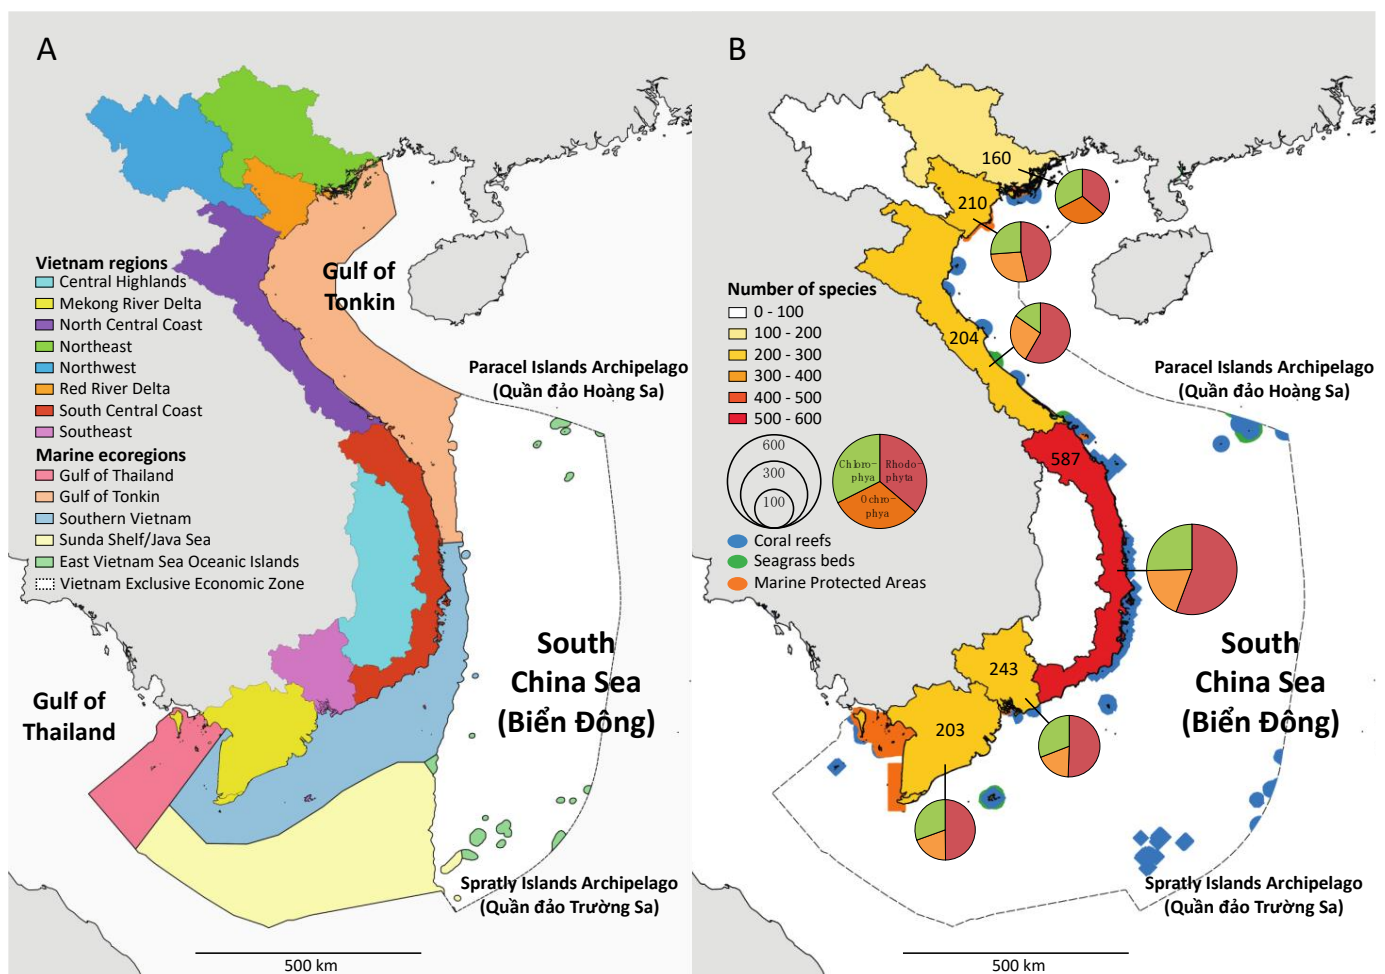 A
Gulf of
Tonkin
Vietnam regions
Central Highlands
Mekong River Delta
North Central Coast
Northeast
Northwest
Red River Delta
South Central Coast
Southeast
Marine ecoregions
Gulf of Thailand
Gulf of Tonkin
Southern Vietnam
Sunda Shelf/Java Sea
East Vietnam Sea Oceanic Islands
Vietnam Exclusive Economic Zone
Paracel Islands Archipelago
(Quần đảo Hoàng Sa)
South
China Sea
(Biển Đông)
Gulf of
Thailand
Spratly Islands Archipelago
(Quần đảo Trường Sa)
500 km
B
160
210
204
587
243
203
Number of species
0 - 100
100 - 200
200 - 300
300 - 400
400 - 500
500 - 600
600
300
100
Chloro-
phya
Rhodo-
phyta
Ochro-
phya
Coral reefs
Seagrass beds
Marine Protected Areas
Paracel Islands Archipelago
(Quần đảo Hoàng Sa)
South
China Sea
(Biển Đông)
Spratly Islands Archipelago
(Quần đảo Trường Sa)
500 km